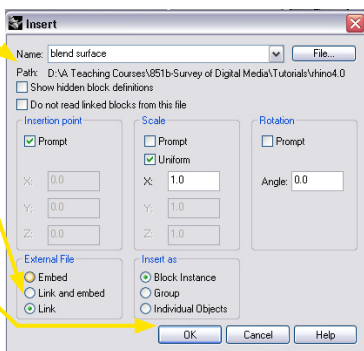 Insert
Name: blend surface File...
Path: D:\A Teaching Courses\851b-Survey of Digital Media\Tutorials\rhino4.0
Show hidden block definitions
Do not read linked blocks from this file
Insertion point Scale Rotation
Prompt Prompt Prompt
Uniform
X: 0.0 X: 1.0 Angle: 0.0
Y: 0.0 Y: 1.0
Z: 0.0 Z: 1.0
External File Insert as
Embed Block Instance
Link and embed Group
Link Individual Objects
OK Cancel Help